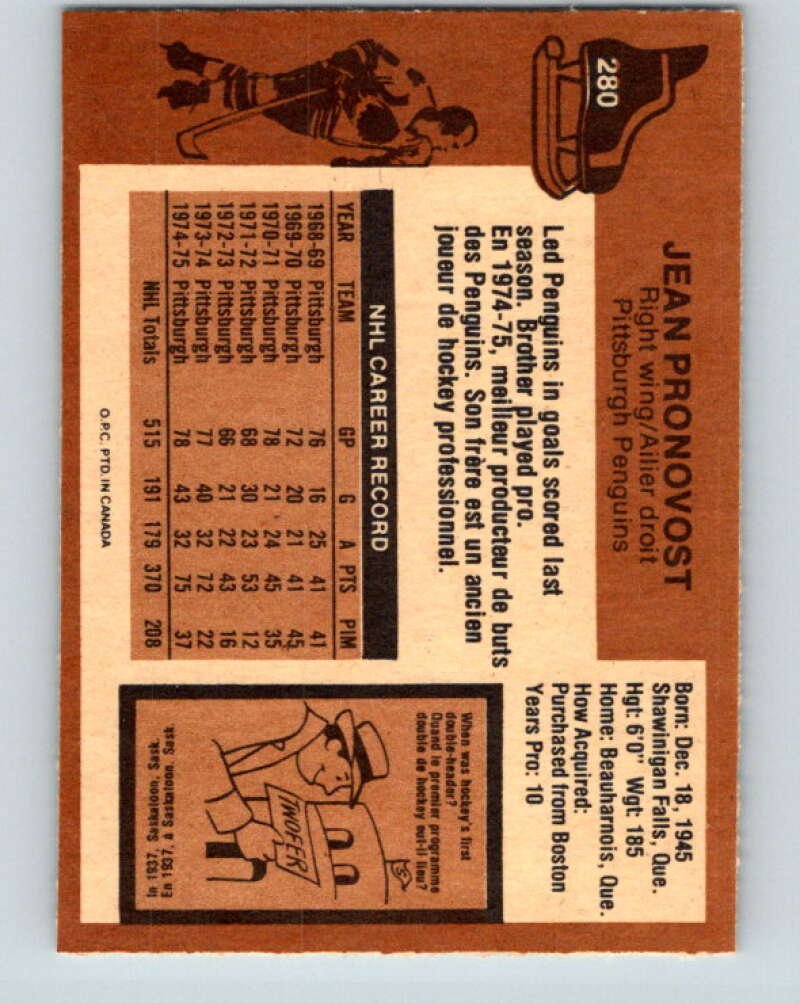 280
JEAN PRONOVOST
Right wing/Ailier droit
Pittsburgh Penguins
Led Penguins in goals scored last
season. Brother played pro.
En 1974-75, meilleur producteur de buts
des Penguins. Son frère est un ancien
joueur de hockey professionnel.
Born: Dec. 18, 1945
Shawinigan Falls, Que.
Hgt: 6'0" Wgt: 185
Home: Beauharnois, Que.
How Acquired:
Purchased from Boston
Years Pro: 10
NHL CAREER RECORD
YEAR TEAM GP G A PTS PIM
1968-69 Pittsburgh 76 16 25 41 41
1969-70 Pittsburgh 72 20 21 41 45
1970-71 Pittsburgh 78 21 24 45 35
1971-72 Pittsburgh 68 30 23 53 12
1972-73 Pittsburgh 66 21 22 43 16
1973-74 Pittsburgh 77 40 32 72 22
1974-75 Pittsburgh 78 43 32 75 37
NHL Totals 515 191 179 370 208
When was hockey's first
double-header?
Quand le premier programme
double de hockey eut-il lieu?
TWOFER
In 1937, Saskatoon, Sask.
En 1937, à Saskatoon, Sask.
O.P.C. PTD. IN CANADA